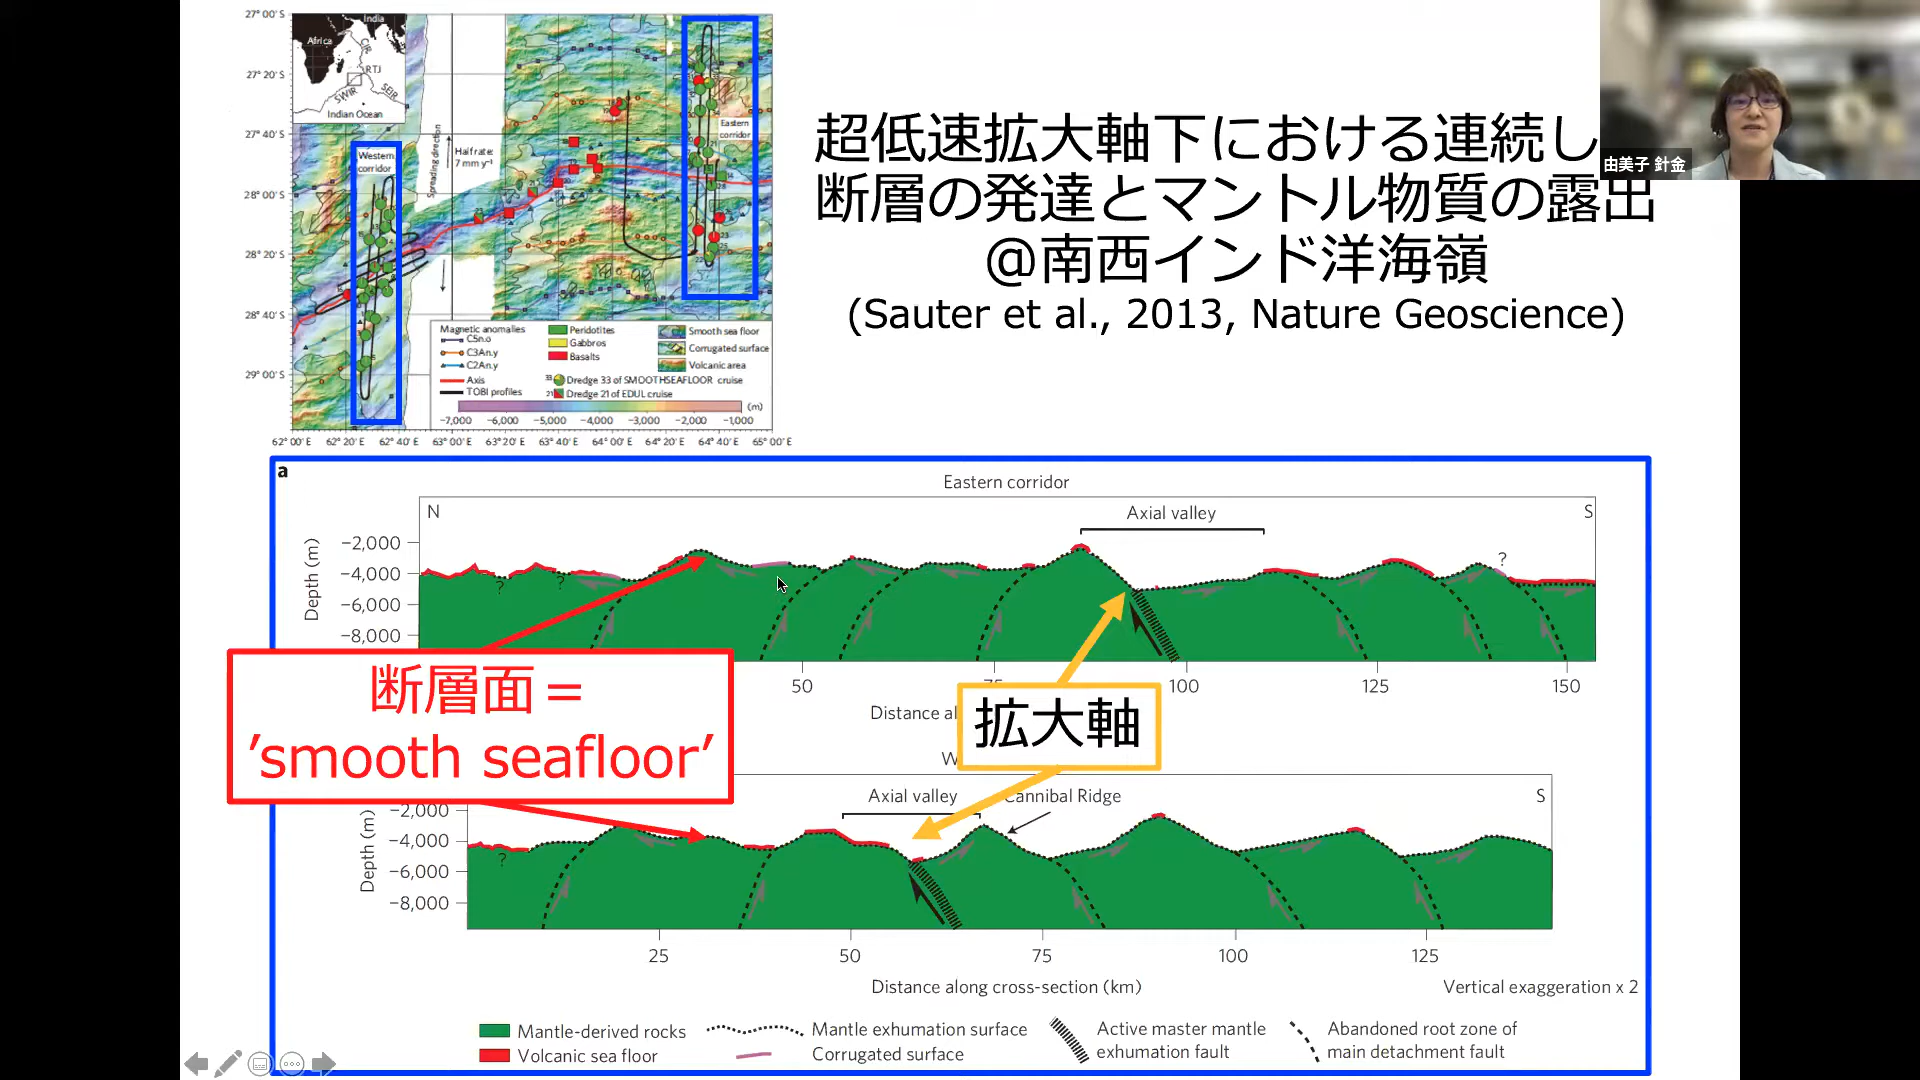 27° 00' S
27° 20' S
27° 40' S
28° 00' S
28° 20' S
28° 40' S
29° 00' S
62° 00' E
62° 20' E
62° 40' E
63° 00' E
63° 20' E
63° 40' E
64° 00' E
64° 20' E
64° 40' E
65° 00' E
India
Africa
CIR
RTJ
SWIR
SEIR
Indian Ocean
Western
corridor
Spreading direction
Half rate:
7 mm y⁻¹
Eastern
corridor
Magnetic anomalies
C5n.o
C3An.y
C2An.y
Axis
TOBI profiles
Peridotites
Gabbros
Basalts
Smooth sea floor
Corrugated surface
Volcanic area
33 Dredge 33 of SMOOTHSEAFLOOR cruise
21 Dredge 21 of EDUL cruise
(m)
−7,000 −6,000 −5,000 −4,000 −3,000 −2,000 −1,000
超低速拡大軸下における連続し
断層の発達とマントル物質の露出
@南西インド洋海嶺
(Sauter et al., 2013, Nature Geoscience)
由美子 針金
a
Eastern corridor
N
S
Axial valley
Depth (m)
−2,000
−4,000
−6,000
−8,000
? ? ?
50 75 100 125 150
Distance al
断層面＝
’smooth seafloor’
拡大軸
W
Axial valley
Cannibal Ridge
S
Depth (m)
−2,000
−4,000
−6,000
−8,000
?
25 50 75 100 125
Distance along cross-section (km)
Vertical exaggeration x 2
Mantle-derived rocks
Volcanic sea floor
Mantle exhumation surface
Corrugated surface
Active master mantle
exhumation fault
Abandoned root zone of
main detachment fault